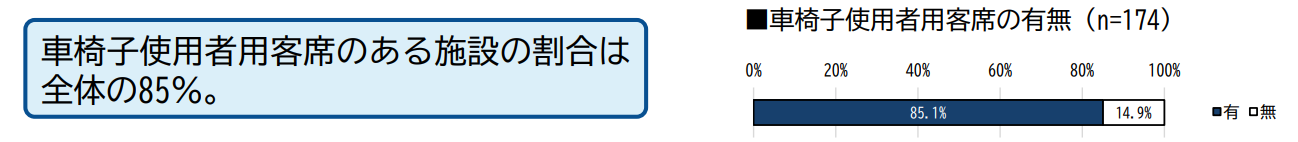 車椅子使用者用客席のある施設の割合は
全体の85％。
■車椅子使用者用客席の有無（n=174）
0% 20% 40% 60% 80% 100%
85.1% 14.9%
有 無